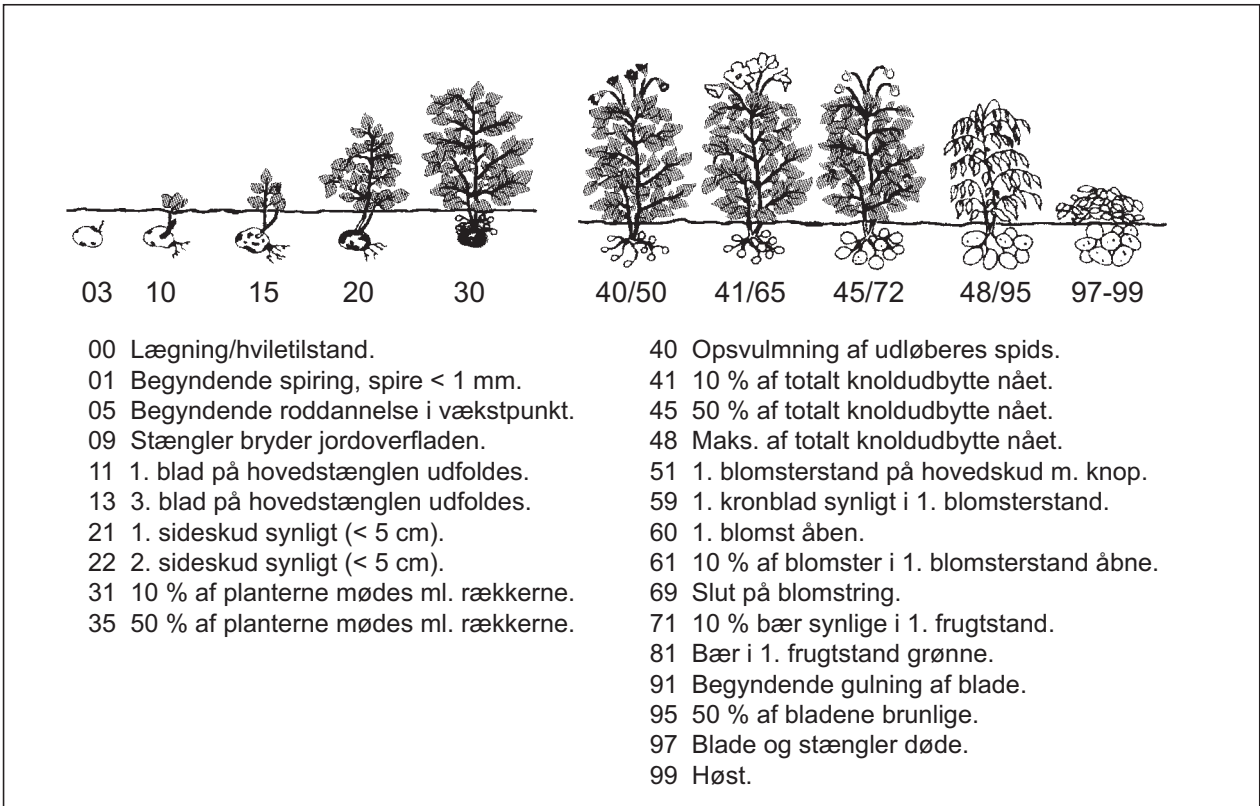 03 10 15 20 30 40/50 41/65 45/72 48/95 97-99
00 Lægning/hviletilstand.
01 Begyndende spiring, spire < 1 mm.
05 Begyndende roddannelse i vækstpunkt.
09 Stængler bryder jordoverfladen.
11 1. blad på hovedstænglen udfoldes.
13 3. blad på hovedstænglen udfoldes.
21 1. sideskud synligt (< 5 cm).
22 2. sideskud synligt (< 5 cm).
31 10 % af planterne mødes ml. rækkerne.
35 50 % af planterne mødes ml. rækkerne.
40 Opsvulmning af udløberes spids.
41 10 % af totalt knoldudbytte nået.
45 50 % af totalt knoldudbytte nået.
48 Maks. af totalt knoldudbytte nået.
51 1. blomsterstand på hovedskud m. knop.
59 1. kronblad synligt i 1. blomsterstand.
60 1. blomst åben.
61 10 % af blomster i 1. blomsterstand åbne.
69 Slut på blomstring.
71 10 % bær synlige i 1. frugtstand.
81 Bær i 1. frugtstand grønne.
91 Begyndende gulning af blade.
95 50 % af bladene brunlige.
97 Blade og stængler døde.
99 Høst.